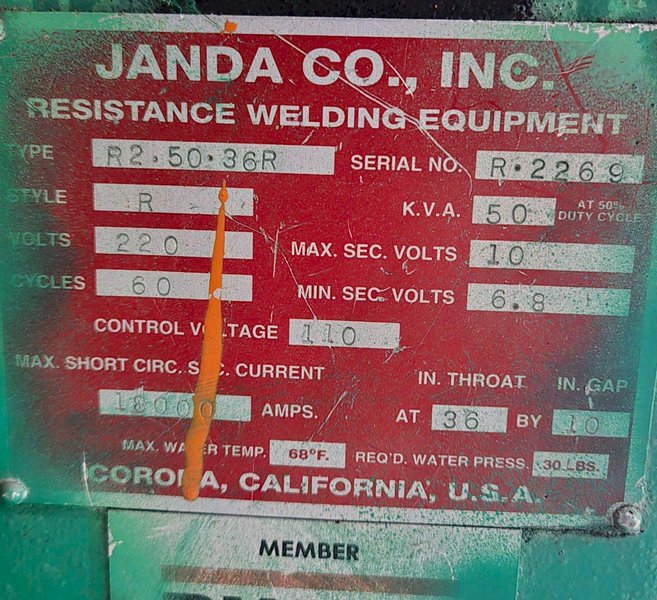 JANDA CO., INC.
RESISTANCE WELDING EQUIPMENT
TYPE R2·50·36R SERIAL NO. R·2269
STYLE R K.V.A. 50 AT 50% DUTY CYCLE
VOLTS 220 MAX. SEC. VOLTS 10
CYCLES 60 MIN. SEC. VOLTS 6.8
CONTROL VOLTAGE 110
MAX. SHORT CIRC. SEC. CURRENT IN. THROAT IN. GAP
18000 AMPS. AT 36 BY 10
MAX. WATER TEMP. 68°F. REQ'D. WATER PRESS. 30 LBS.
CORONA, CALIFORNIA, U.S.A.
MEMBER